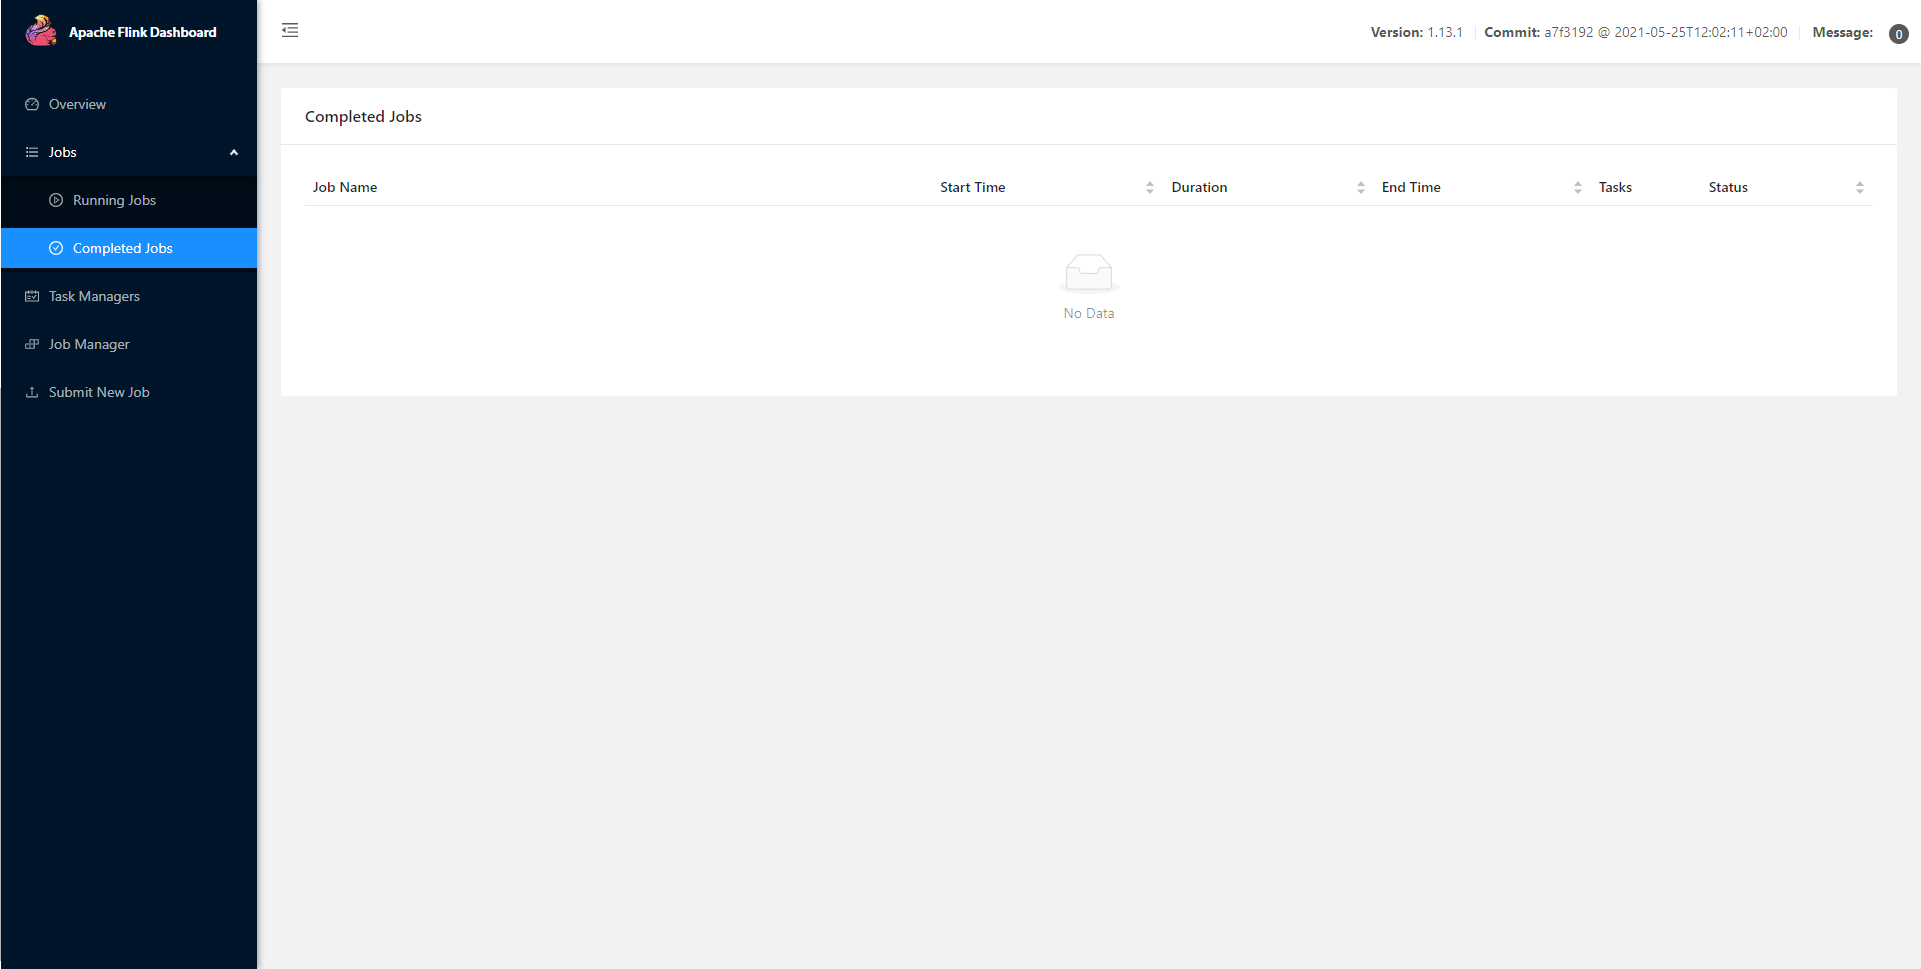 Apache Flink Dashboard
Version: 1.13.1 Commit: a7f3192 @ 2021-05-25T12:02:11+02:00 Message: 0
Overview
Jobs
Running Jobs
Completed Jobs
Task Managers
Job Manager
Submit New Job
Completed Jobs
Job Name Start Time Duration End Time Tasks Status
No Data